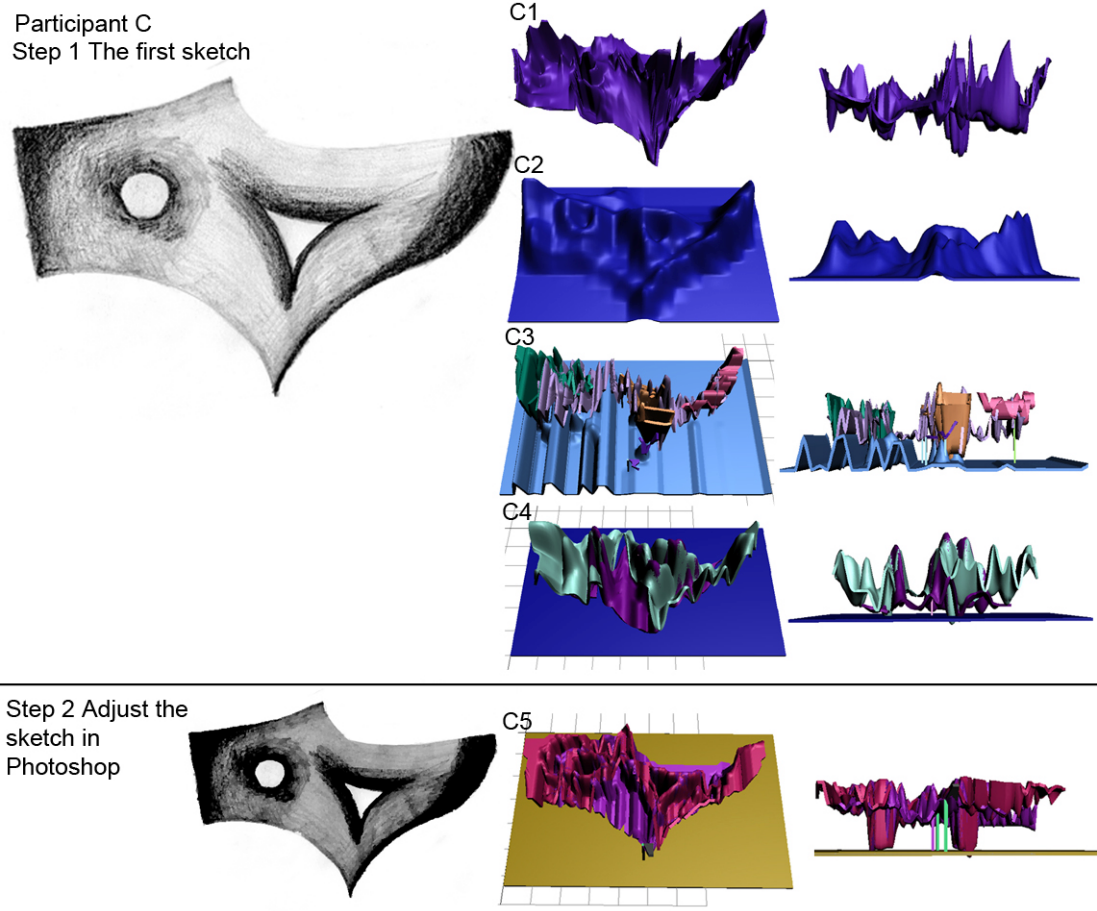 Participant C
Step 1 The first sketch
C1
C2
C3
C4
Step 2 Adjust the
sketch in
Photoshop
C5